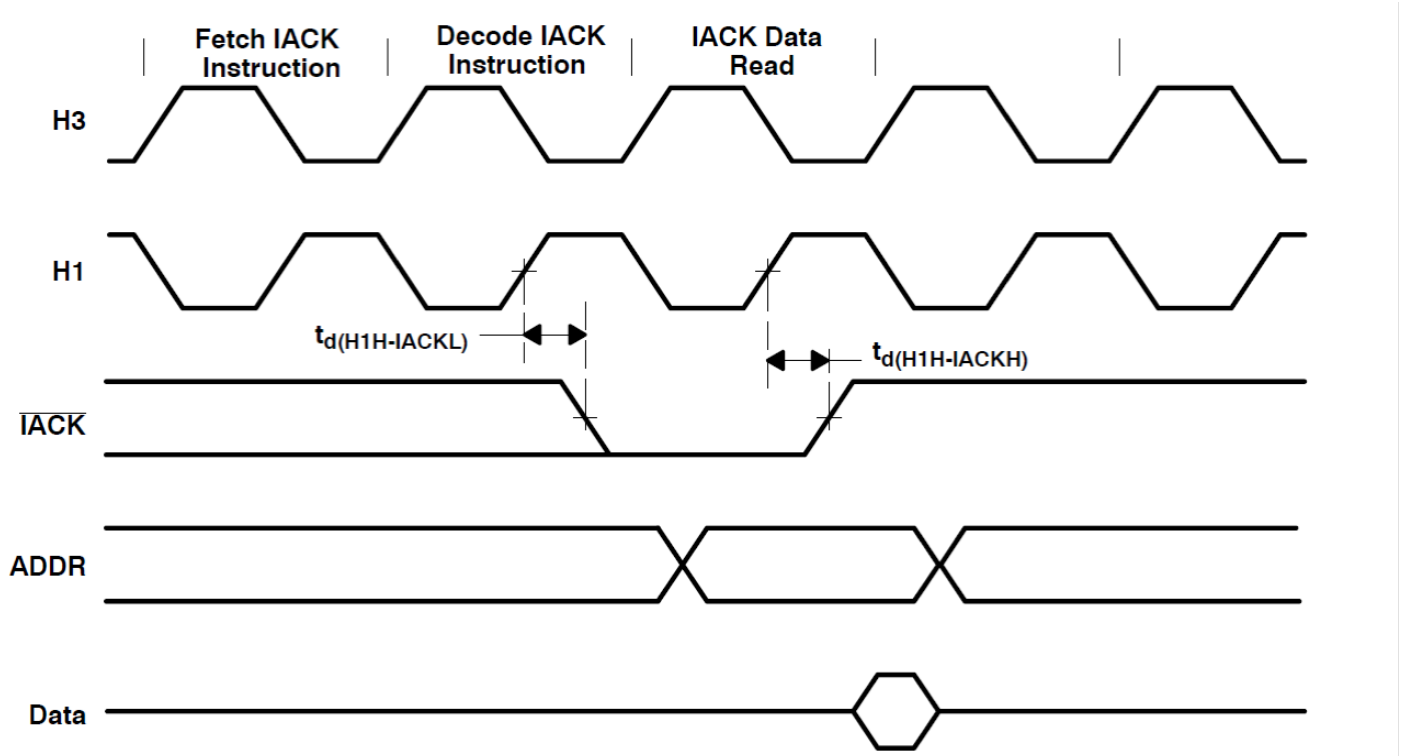 Fetch IACK
Instruction
Decode IACK
Instruction
IACK Data
Read
H3
H1
td(H1H-IACKL)
td(H1H-IACKH)
IACK
ADDR
Data